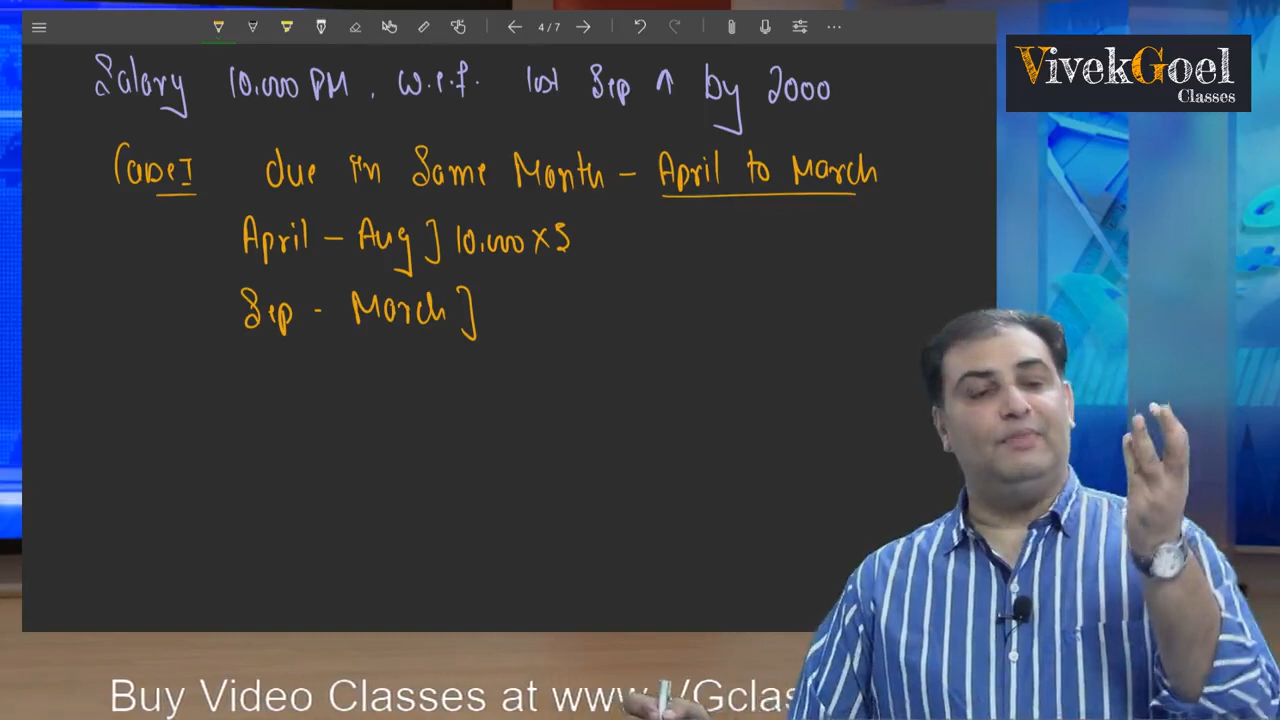 4/7
VivekGoel
Classes
Salary 10,000 PM, w.e.f. 1st Sep ↑ by 2000
Case I due in Same Month - April to March
April - Aug ] 10,000 × 5
Sep - March ]
Buy Video Classes at www.VGclas